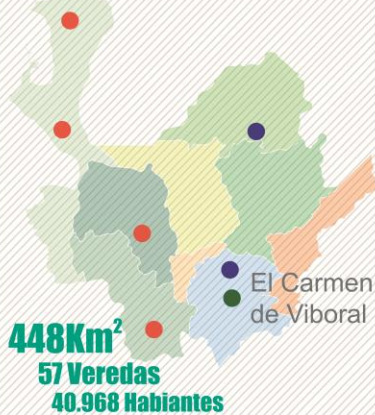 El Carmen
de Viboral
448Km²
57 Veredas
40.968 Habiantes